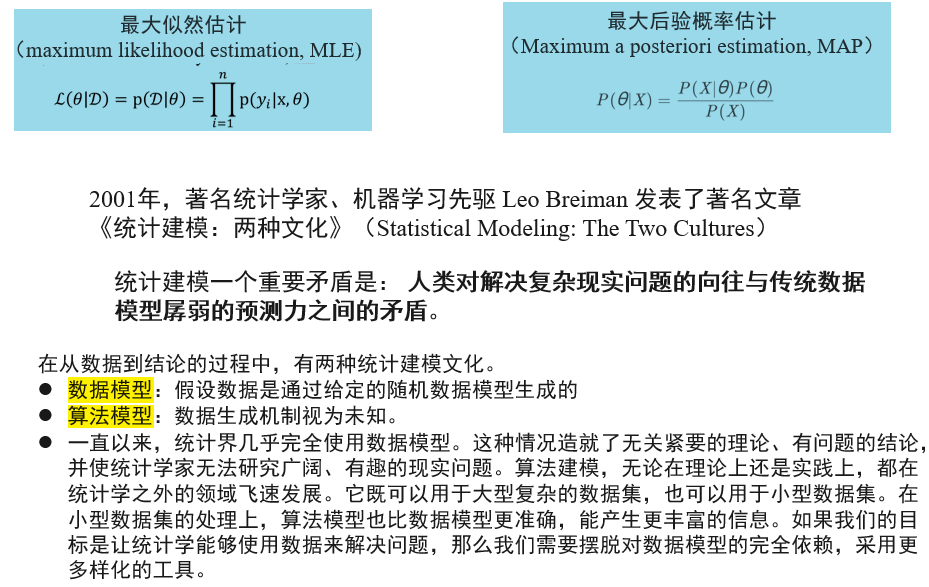 最大似然估计
（maximum likelihood estimation, MLE)
ℒ(θ|𝒟) = p(𝒟|θ) = ∏_{i=1}^{n} p(y_i|x, θ)
最大后验概率估计
（Maximum a posteriori estimation, MAP）
P(θ|X) = P(X|θ)P(θ) / P(X)
2001年，著名统计学家、机器学习先驱 Leo Breiman 发表了著名文章
《统计建模：两种文化》（Statistical Modeling: The Two Cultures）
统计建模一个重要矛盾是： 人类对解决复杂现实问题的向往与传统数据
模型孱弱的预测力之间的矛盾。
在从数据到结论的过程中，有两种统计建模文化。
● 数据模型：假设数据是通过给定的随机数据模型生成的
● 算法模型：数据生成机制视为未知。
● 一直以来，统计界几乎完全使用数据模型。这种情况造就了无关紧要的理论、有问题的结论，
并使统计学家无法研究广阔、有趣的现实问题。算法建模，无论在理论上还是实践上，都在
统计学之外的领域飞速发展。它既可以用于大型复杂的数据集，也可以用于小型数据集。在
小型数据集的处理上，算法模型也比数据模型更准确，能产生更丰富的信息。如果我们的目
标是让统计学能够使用数据来解决问题，那么我们需要摆脱对数据模型的完全依赖，采用更
多样化的工具。